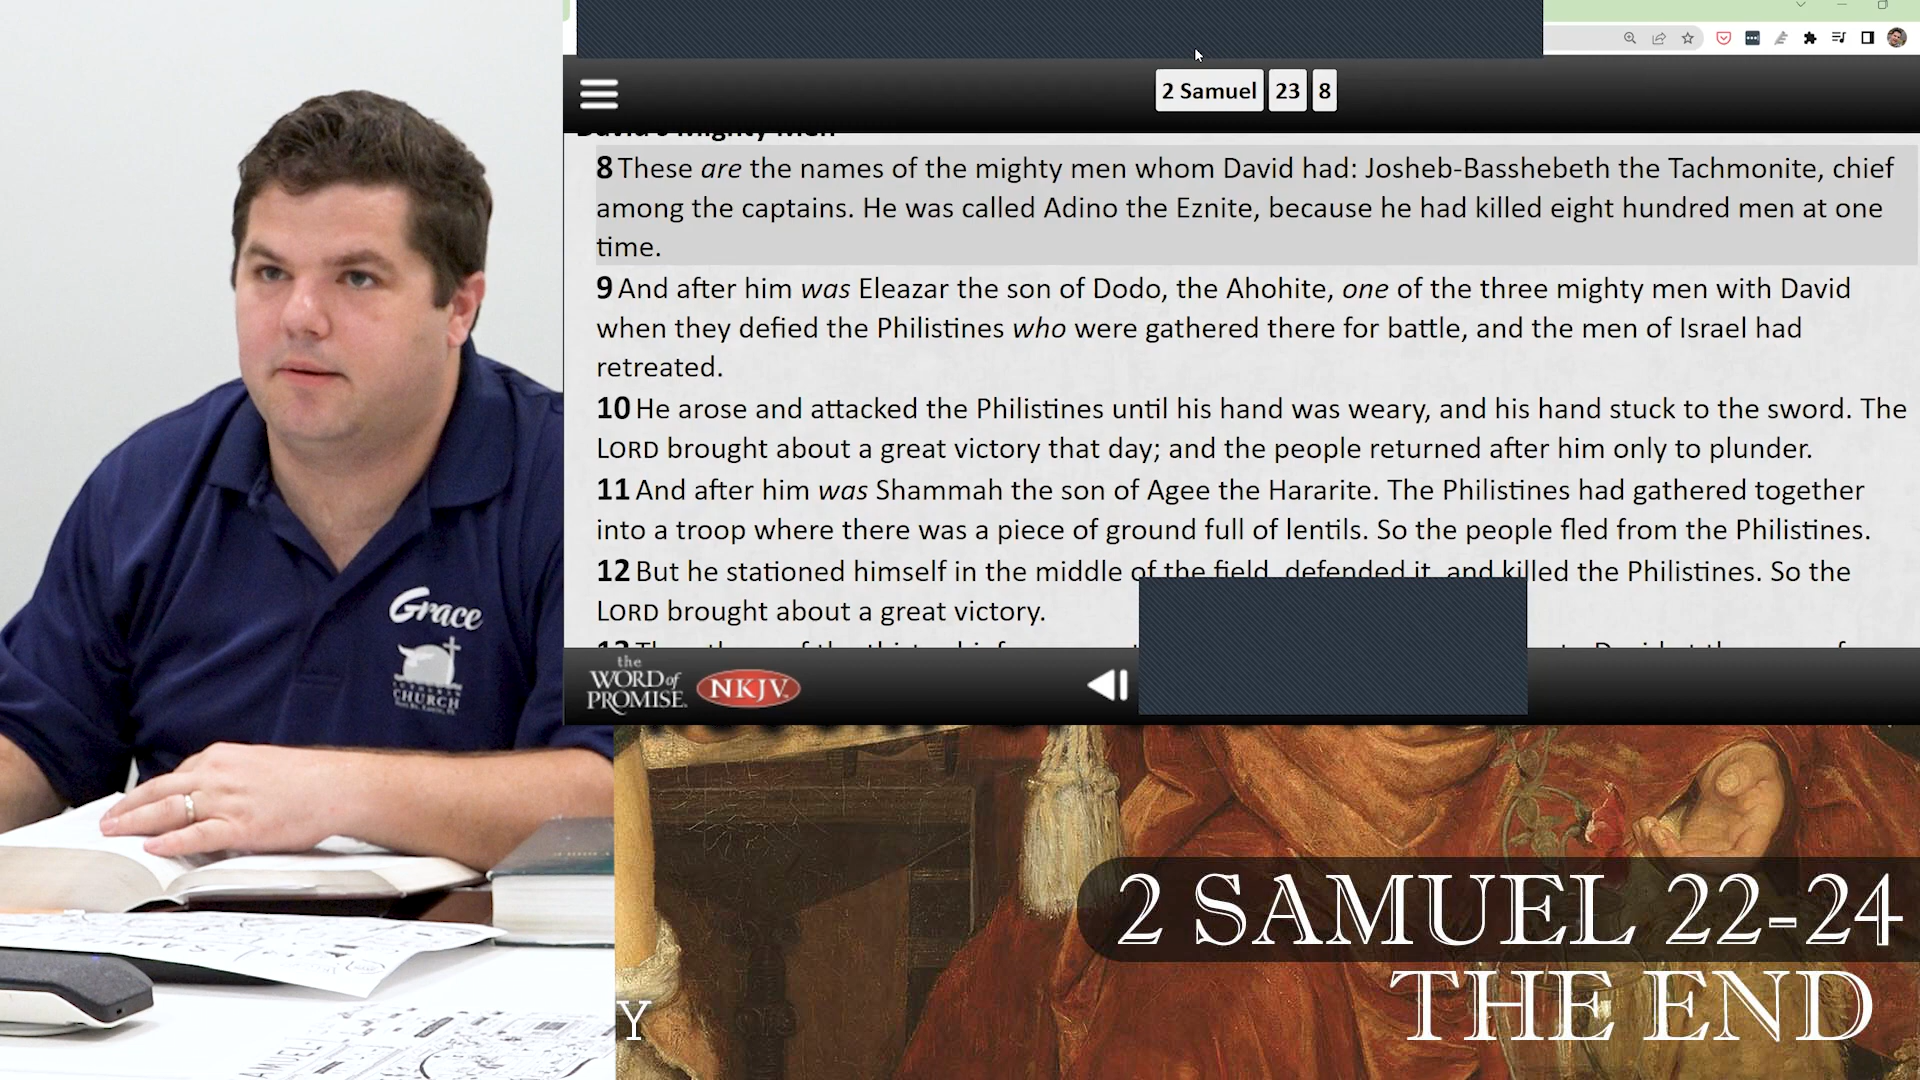 2 Samuel 23 8
David's Mighty Men
8 These are the names of the mighty men whom David had: Josheb-Basshebeth the Tachmonite, chief
among the captains. He was called Adino the Eznite, because he had killed eight hundred men at one
time.
9 And after him was Eleazar the son of Dodo, the Ahohite, one of the three mighty men with David
when they defied the Philistines who were gathered there for battle, and the men of Israel had
retreated.
10 He arose and attacked the Philistines until his hand was weary, and his hand stuck to the sword. The
LORD brought about a great victory that day; and the people returned after him only to plunder.
11 And after him was Shammah the son of Agee the Hararite. The Philistines had gathered together
into a troop where there was a piece of ground full of lentils. So the people fled from the Philistines.
12 But he stationed himself in the middle of the field, defended it, and killed the Philistines. So the
LORD brought about a great victory.
the
WORD of
PROMISE
NKJV
Grace
CHURCH
2 SAMUEL 22-24
THE END
Y